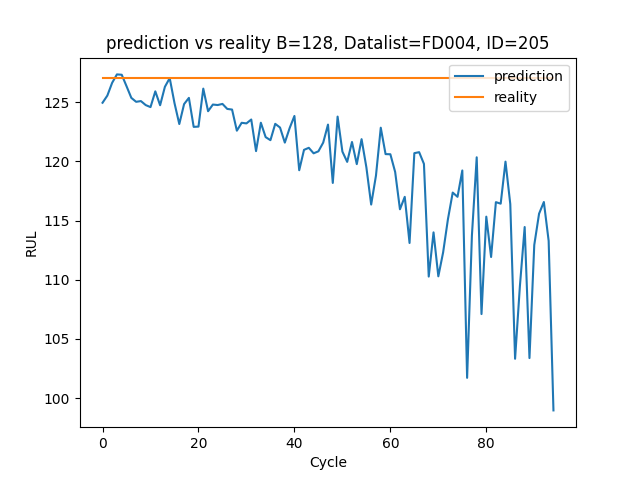 prediction vs reality B=128, Datalist=FD004, ID=205
prediction
reality
RUL
125
120
115
110
105
100
0 20 40 60 80
Cycle